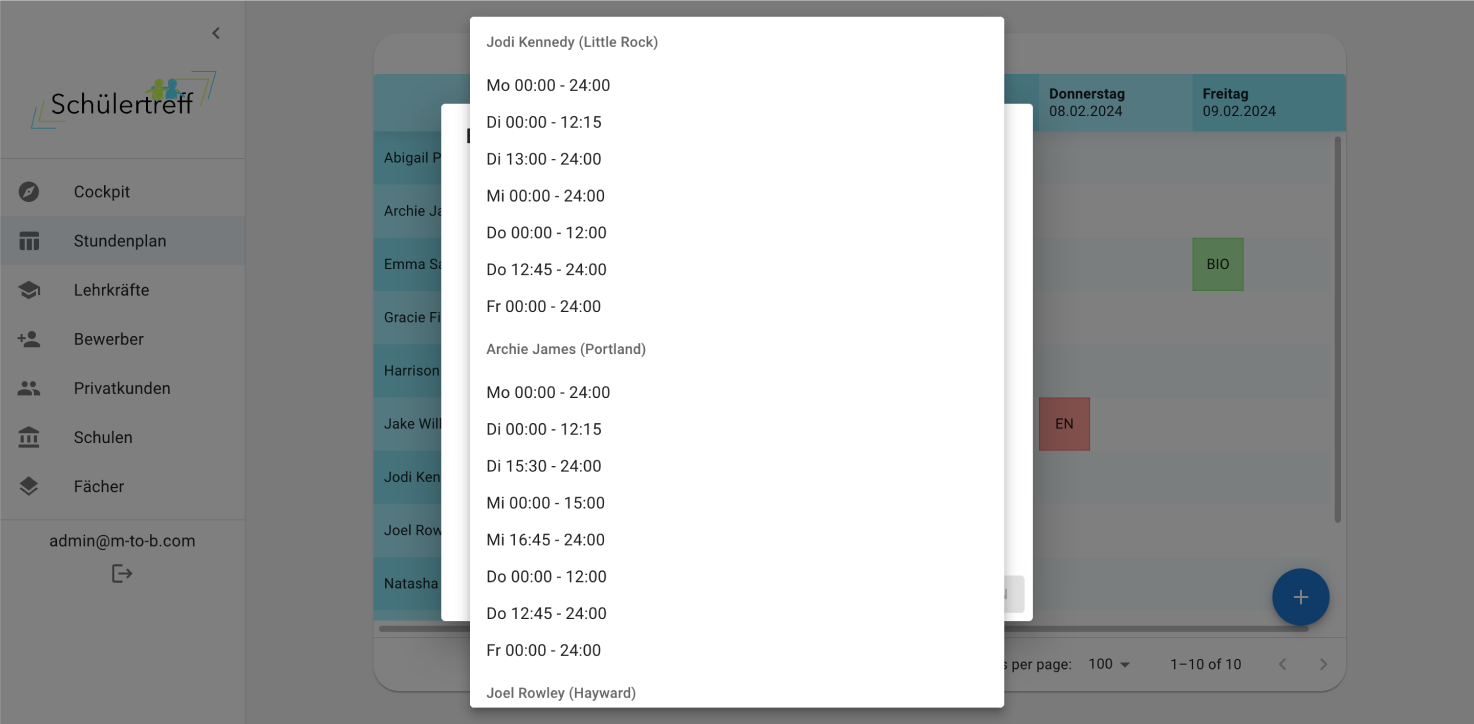 Schülertreff
Cockpit
Stundenplan
Lehrkräfte
Bewerber
Privatkunden
Schulen
Fächer
admin@m-to-b.com
Jodi Kennedy (Little Rock)
Mo 00:00 - 24:00
Di 00:00 - 12:15
Di 13:00 - 24:00
Mi 00:00 - 24:00
Do 00:00 - 12:00
Do 12:45 - 24:00
Fr 00:00 - 24:00
Archie James (Portland)
Mo 00:00 - 24:00
Di 00:00 - 12:15
Di 15:30 - 24:00
Mi 00:00 - 15:00
Mi 16:45 - 24:00
Do 00:00 - 12:00
Do 12:45 - 24:00
Fr 00:00 - 24:00
Joel Rowley (Hayward)
Donnerstag
08.02.2024
Freitag
09.02.2024
Abigail P
Archie Ja
Emma Sa
BIO
Gracie Fi
Harrison
Jake Will
EN
Jodi Ken
Joel Row
Natasha
+
per page: 100
1–10 of 10